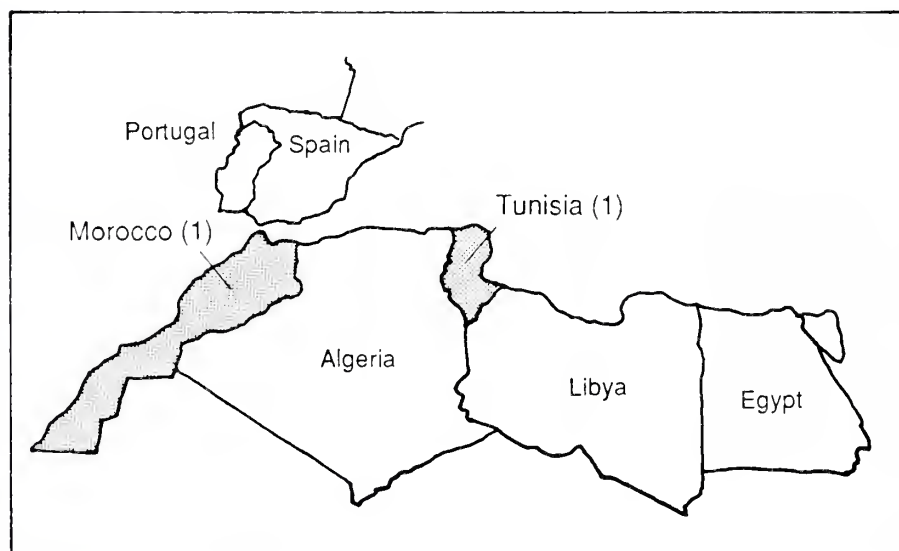 Portugal
Spain
Tunisia (1)
Morocco (1)
Algeria
Libya
Egypt